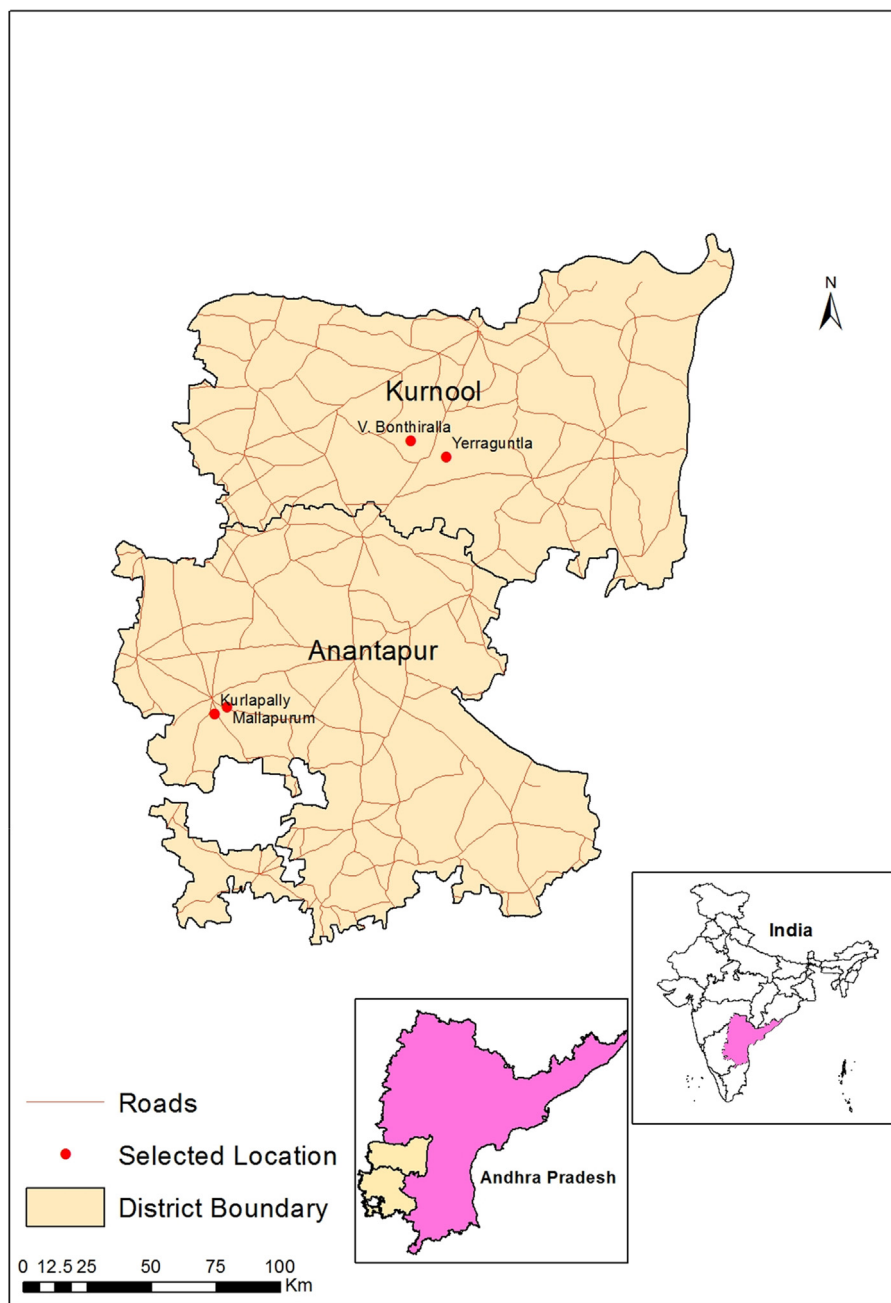 N
Kurnool
V. Bonthiralla
Yerraguntla
Anantapur
Kurlapally
Mallapurum
India
Andhra Pradesh
Roads
Selected Location
District Boundary
0 12.5 25 50 75 100
Km